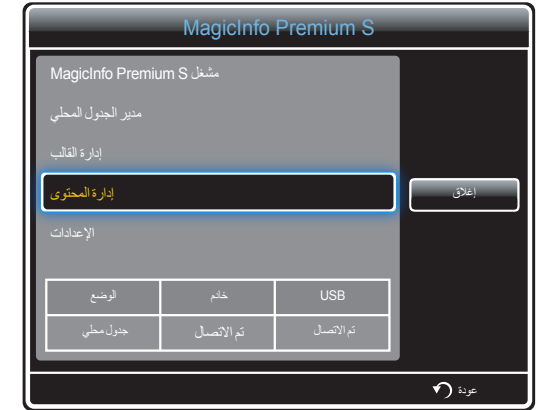 MagicInfo Premium S
مشغل MagicInfo Premium S
مدير الجدول المحلي
إدارة القالب
إدارة المحتوى
إغلاق
الإعدادات
الوضع خادم USB
جدول محلي تم الاتصال تم الاتصال
عودة